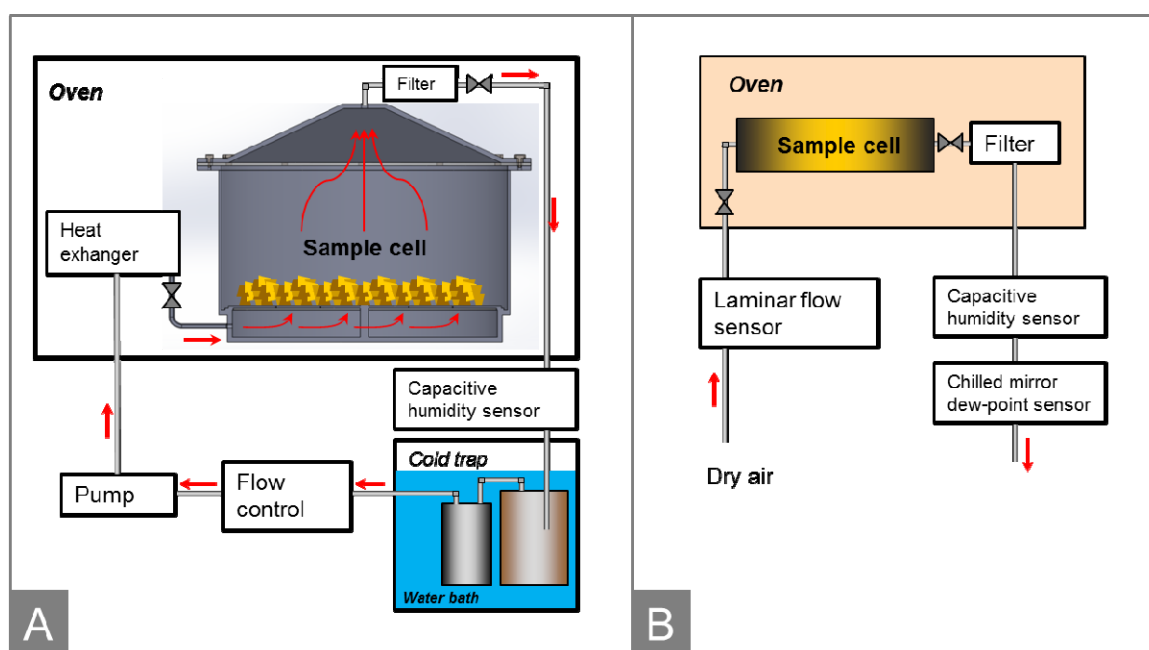 Oven
Filter
Heat
exhanger
Sample cell
Capacitive
humidity sensor
Cold trap
Pump
Flow
control
Water bath
A
Oven
Sample cell
Filter
Laminar flow
sensor
Capacitive
humidity sensor
Chilled mirror
dew-point sensor
Dry air
B